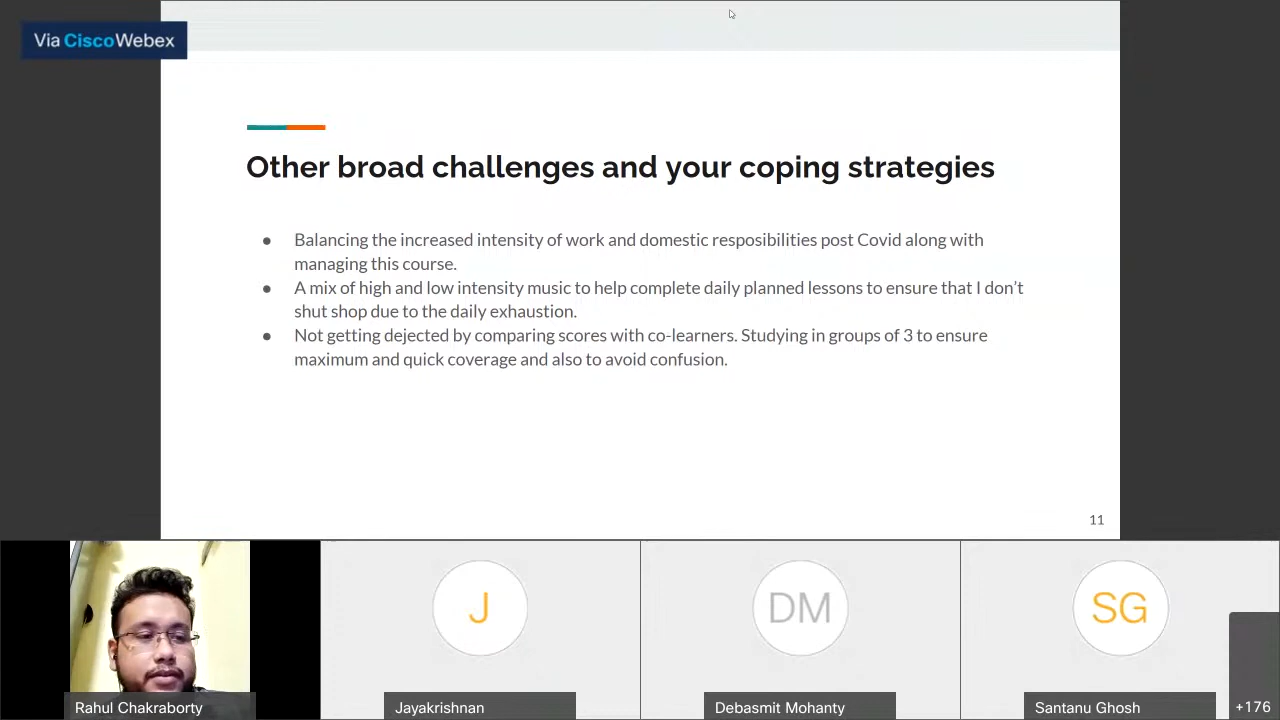 Via CiscoWebex
Other broad challenges and your coping strategies
● Balancing the increased intensity of work and domestic resposibilities post Covid along with
managing this course.
● A mix of high and low intensity music to help complete daily planned lessons to ensure that I don't
shut shop due to the daily exhaustion.
● Not getting dejected by comparing scores with co-learners. Studying in groups of 3 to ensure
maximum and quick coverage and also to avoid confusion.
11
J
DM
SG
Rahul Chakraborty
Jayakrishnan
Debasmit Mohanty
Santanu Ghosh
+176